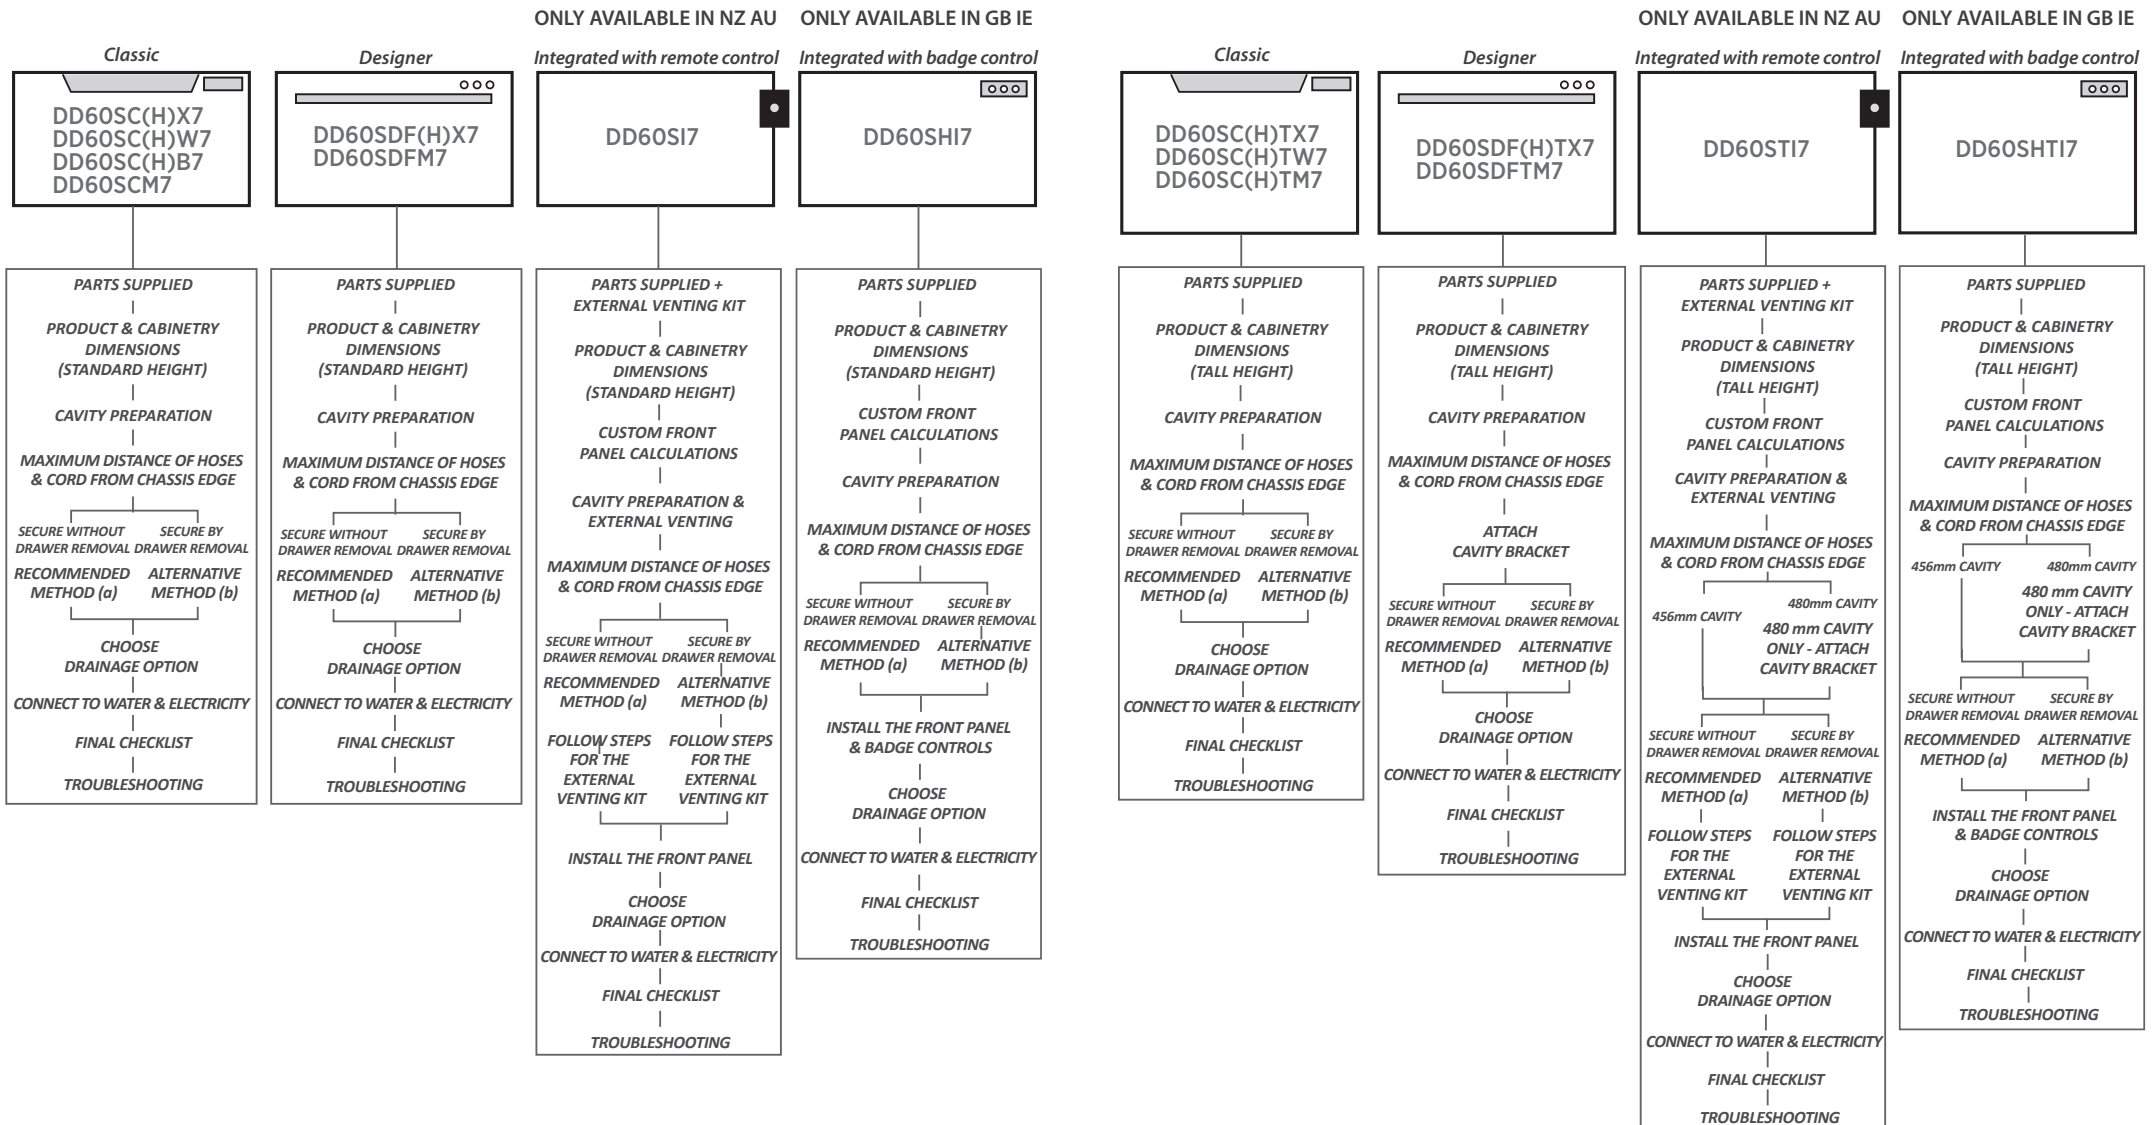 ONLY AVAILABLE IN NZ AU
ONLY AVAILABLE IN GB IE
ONLY AVAILABLE IN NZ AU
ONLY AVAILABLE IN GB IE
Classic
DD60SC(H)X7
DD60SC(H)W7
DD60SC(H)B7
DD60SCM7
PARTS SUPPLIED
PRODUCT & CABINETRY
DIMENSIONS
(STANDARD HEIGHT)
CAVITY PREPARATION
MAXIMUM DISTANCE OF HOSES
& CORD FROM CHASSIS EDGE
SECURE WITHOUT
DRAWER REMOVAL
RECOMMENDED
METHOD (a)
SECURE BY
DRAWER REMOVAL
ALTERNATIVE
METHOD (b)
CHOOSE
DRAINAGE OPTION
CONNECT TO WATER & ELECTRICITY
FINAL CHECKLIST
TROUBLESHOOTING
Designer
DD60SDF(H)X7
DD60SDFM7
PARTS SUPPLIED
PRODUCT & CABINETRY
DIMENSIONS
(STANDARD HEIGHT)
CAVITY PREPARATION
MAXIMUM DISTANCE OF HOSES
& CORD FROM CHASSIS EDGE
SECURE WITHOUT
DRAWER REMOVAL
RECOMMENDED
METHOD (a)
SECURE BY
DRAWER REMOVAL
ALTERNATIVE
METHOD (b)
CHOOSE
DRAINAGE OPTION
CONNECT TO WATER & ELECTRICITY
FINAL CHECKLIST
TROUBLESHOOTING
Integrated with remote control
DD60SI7
PARTS SUPPLIED +
EXTERNAL VENTING KIT
PRODUCT & CABINETRY
DIMENSIONS
(STANDARD HEIGHT)
CUSTOM FRONT
PANEL CALCULATIONS
CAVITY PREPARATION &
EXTERNAL VENTING
MAXIMUM DISTANCE OF HOSES
& CORD FROM CHASSIS EDGE
SECURE WITHOUT
DRAWER REMOVAL
RECOMMENDED
METHOD (a)
FOLLOW STEPS
FOR THE
EXTERNAL
VENTING KIT
SECURE BY
DRAWER REMOVAL
ALTERNATIVE
METHOD (b)
FOLLOW STEPS
FOR THE
EXTERNAL
VENTING KIT
INSTALL THE FRONT PANEL
CHOOSE
DRAINAGE OPTION
CONNECT TO WATER & ELECTRICITY
FINAL CHECKLIST
TROUBLESHOOTING
Integrated with badge control
DD60SHI7
PARTS SUPPLIED
PRODUCT & CABINETRY
DIMENSIONS
(STANDARD HEIGHT)
CUSTOM FRONT
PANEL CALCULATIONS
CAVITY PREPARATION
MAXIMUM DISTANCE OF HOSES
& CORD FROM CHASSIS EDGE
SECURE WITHOUT
DRAWER REMOVAL
RECOMMENDED
METHOD (a)
SECURE BY
DRAWER REMOVAL
ALTERNATIVE
METHOD (b)
INSTALL THE FRONT PANEL
& BADGE CONTROLS
CHOOSE
DRAINAGE OPTION
CONNECT TO WATER & ELECTRICITY
FINAL CHECKLIST
TROUBLESHOOTING
Classic
DD60SC(H)TX7
DD60SC(H)TW7
DD60SC(H)TM7
PARTS SUPPLIED
PRODUCT & CABINETRY
DIMENSIONS
(TALL HEIGHT)
CAVITY PREPARATION
MAXIMUM DISTANCE OF HOSES
& CORD FROM CHASSIS EDGE
SECURE WITHOUT
DRAWER REMOVAL
RECOMMENDED
METHOD (a)
SECURE BY
DRAWER REMOVAL
ALTERNATIVE
METHOD (b)
CHOOSE
DRAINAGE OPTION
CONNECT TO WATER & ELECTRICITY
FINAL CHECKLIST
TROUBLESHOOTING
Designer
DD60SDF(H)TX7
DD60SDFTM7
PARTS SUPPLIED
PRODUCT & CABINETRY
DIMENSIONS
(TALL HEIGHT)
CAVITY PREPARATION
MAXIMUM DISTANCE OF HOSES
& CORD FROM CHASSIS EDGE
ATTACH
CAVITY BRACKET
SECURE WITHOUT
DRAWER REMOVAL
RECOMMENDED
METHOD (a)
SECURE BY
DRAWER REMOVAL
ALTERNATIVE
METHOD (b)
CHOOSE
DRAINAGE OPTION
CONNECT TO WATER & ELECTRICITY
FINAL CHECKLIST
TROUBLESHOOTING
Integrated with remote control
DD60STI7
PARTS SUPPLIED +
EXTERNAL VENTING KIT
PRODUCT & CABINETRY
DIMENSIONS
(TALL HEIGHT)
CUSTOM FRONT
PANEL CALCULATIONS
CAVITY PREPARATION &
EXTERNAL VENTING
MAXIMUM DISTANCE OF HOSES
& CORD FROM CHASSIS EDGE
456mm CAVITY
480mm CAVITY
480 mm CAVITY
ONLY - ATTACH
CAVITY BRACKET
SECURE WITHOUT
DRAWER REMOVAL
RECOMMENDED
METHOD (a)
FOLLOW STEPS
FOR THE
EXTERNAL
VENTING KIT
SECURE BY
DRAWER REMOVAL
ALTERNATIVE
METHOD (b)
FOLLOW STEPS
FOR THE
EXTERNAL
VENTING KIT
INSTALL THE FRONT PANEL
CHOOSE
DRAINAGE OPTION
CONNECT TO WATER & ELECTRICITY
FINAL CHECKLIST
TROUBLESHOOTING
Integrated with badge control
DD60SHTI7
PARTS SUPPLIED
PRODUCT & CABINETRY
DIMENSIONS
(TALL HEIGHT)
CUSTOM FRONT
PANEL CALCULATIONS
CAVITY PREPARATION
MAXIMUM DISTANCE OF HOSES
& CORD FROM CHASSIS EDGE
456mm CAVITY
480mm CAVITY
480 mm CAVITY
ONLY - ATTACH
CAVITY BRACKET
SECURE WITHOUT
DRAWER REMOVAL
RECOMMENDED
METHOD (a)
SECURE BY
DRAWER REMOVAL
ALTERNATIVE
METHOD (b)
INSTALL THE FRONT PANEL
& BADGE CONTROLS
CHOOSE
DRAINAGE OPTION
CONNECT TO WATER & ELECTRICITY
FINAL CHECKLIST
TROUBLESHOOTING